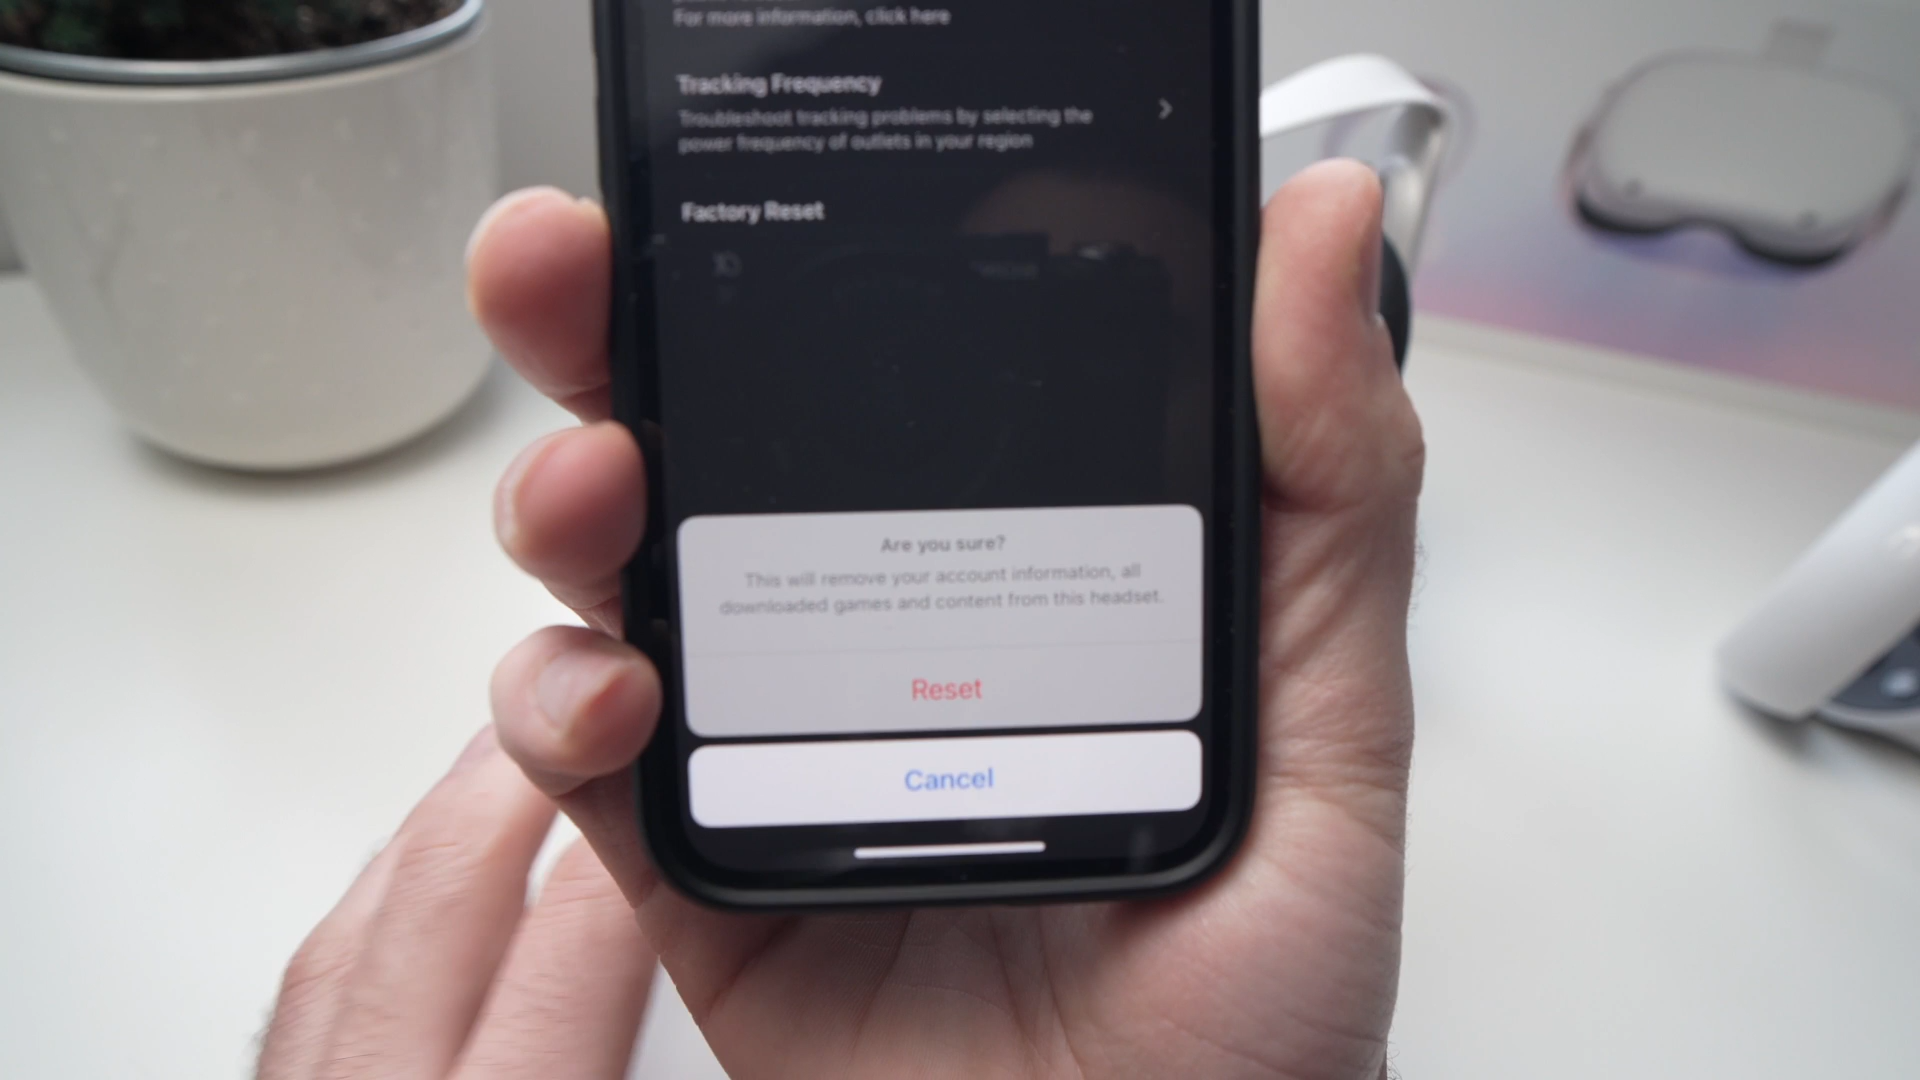 For more information, click here
Tracking Frequency
Troubleshoot tracking problems by selecting the
power frequency of outlets in your region
Factory Reset
Are you sure?
This will remove your account information, all
downloaded games and content from this headset.
Reset
Cancel